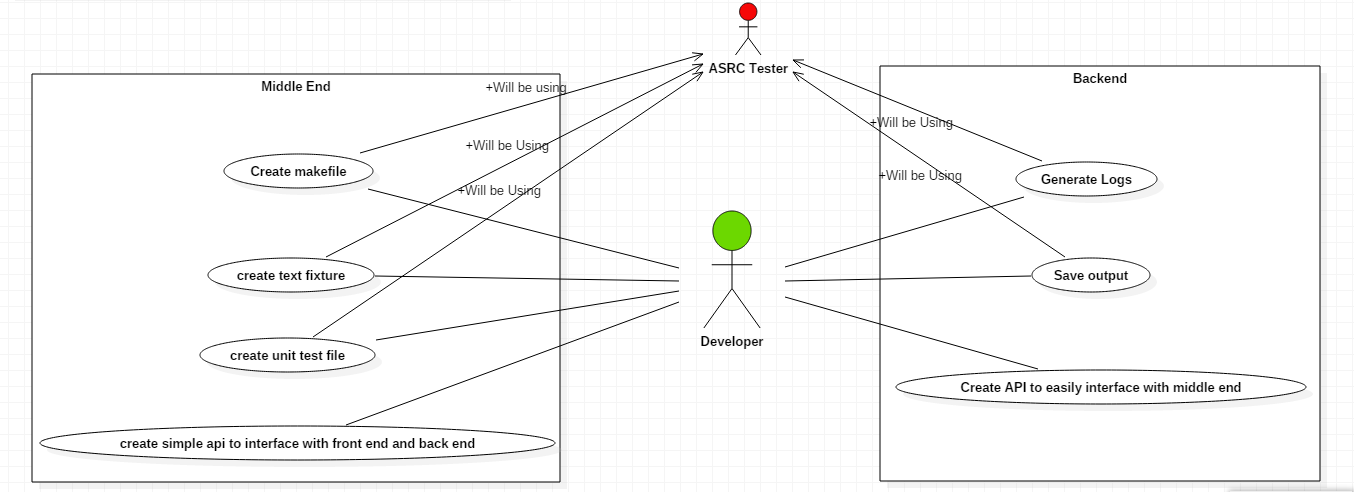 ASRC Tester
Middle End
+Will be using
+Will be Using
+Will be Using
Create makefile
create text fixture
create unit test file
create simple api to interface with front end and back end
Developer
Backend
+Will be Using
+Will be Using
Generate Logs
Save output
Create API to easily interface with middle end